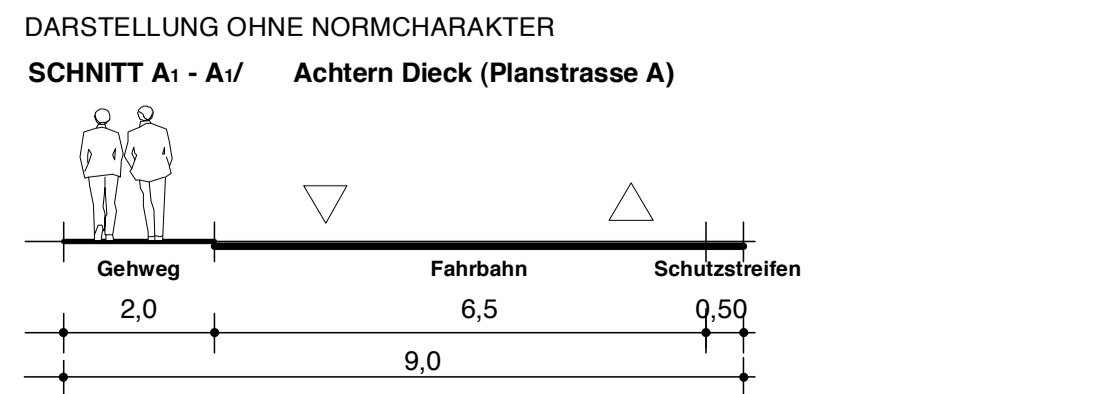 DARSTELLUNG OHNE NORMCHARAKTER
SCHNITT A1 - A1/ Achtern Dieck (Planstrasse A)
Gehweg Fahrbahn Schutzstreifen
2,0 6,5 0,50
9,0